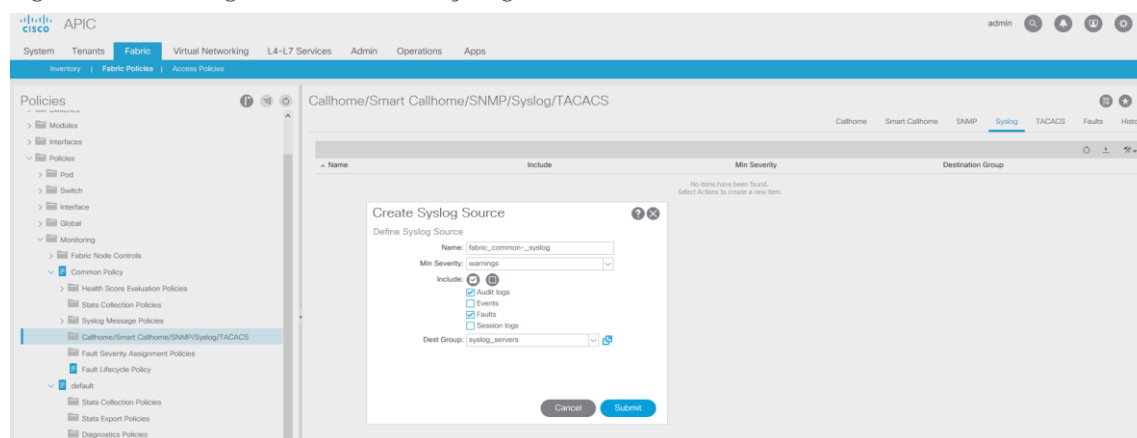 cisco APIC admin
System Tenants Fabric Virtual Networking L4-L7 Services Admin Operations Apps
Inventory | Fabric Policies | Access Policies
Policies
Modules
Interfaces
Policies
Pod
Switch
Interface
Global
Monitoring
Fabric Node Controls
Common Policy
Health Score Evaluation Policies
Stats Collection Policies
Syslog Message Policies
Callhome/Smart Callhome/SNMP/Syslog/TACACS
Fault Severity Assignment Policies
Fault Lifecycle Policy
default
Stats Collection Policies
Stats Export Policies
Diagnostics Policies
Callhome/Smart Callhome/SNMP/Syslog/TACACS
Callhome Smart Callhome SNMP Syslog TACACS Faults Histo
Name Include Min Severity Destination Group
No items have been found.
Select Actions to create a new item.
Create Syslog Source
Define Syslog Source
Name: fabric_common-_syslog
Min Severity: warnings
Include:
Audit logs
Events
Faults
Session logs
Dest Group: syslog_servers
Cancel Submit